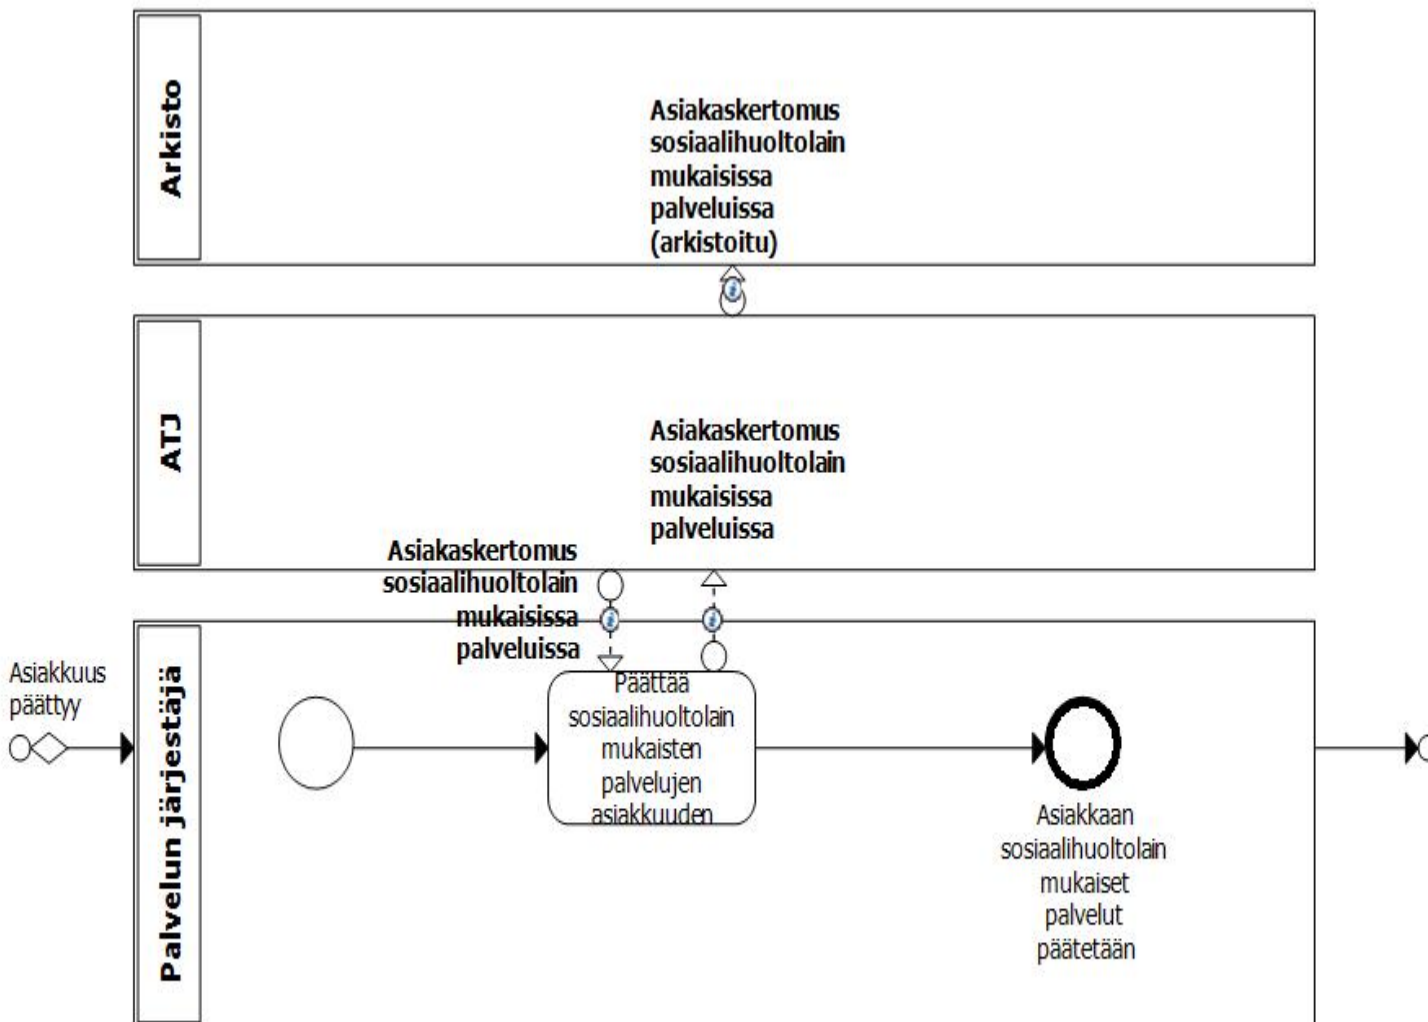 Arkisto
Asiakaskertomus
sosiaalihuoltolain
mukaisissa
palveluissa
(arkistoitu)
ATJ
Asiakaskertomus
sosiaalihuoltolain
mukaisissa
palveluissa
Asiakaskertomus
sosiaalihuoltolain
mukaisissa
palveluissa
Asiakkuus
päättyy
Palvelun järjestäjä
Päättää
sosiaalihuoltolain
mukaisten
palvelujen
asiakkuuden
Asiakkaan
sosiaalihuoltolain
mukaiset
palvelut
päätetään